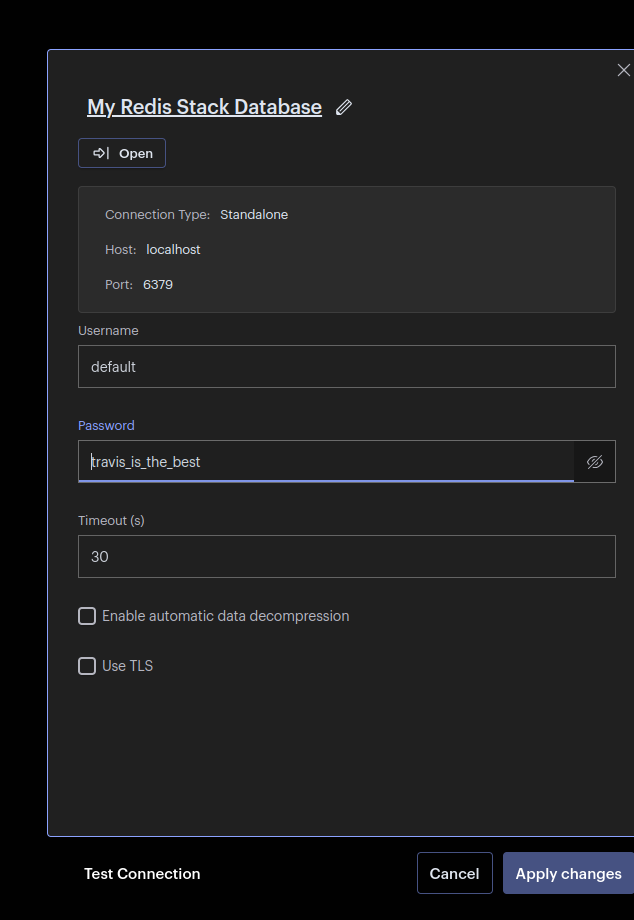 My Redis Stack Database
Open
Connection Type: Standalone
Host: localhost
Port: 6379
Username
default
Password
travis_is_the_best
Timeout (s)
30
Enable automatic data decompression
Use TLS
Test Connection
Cancel
Apply changes